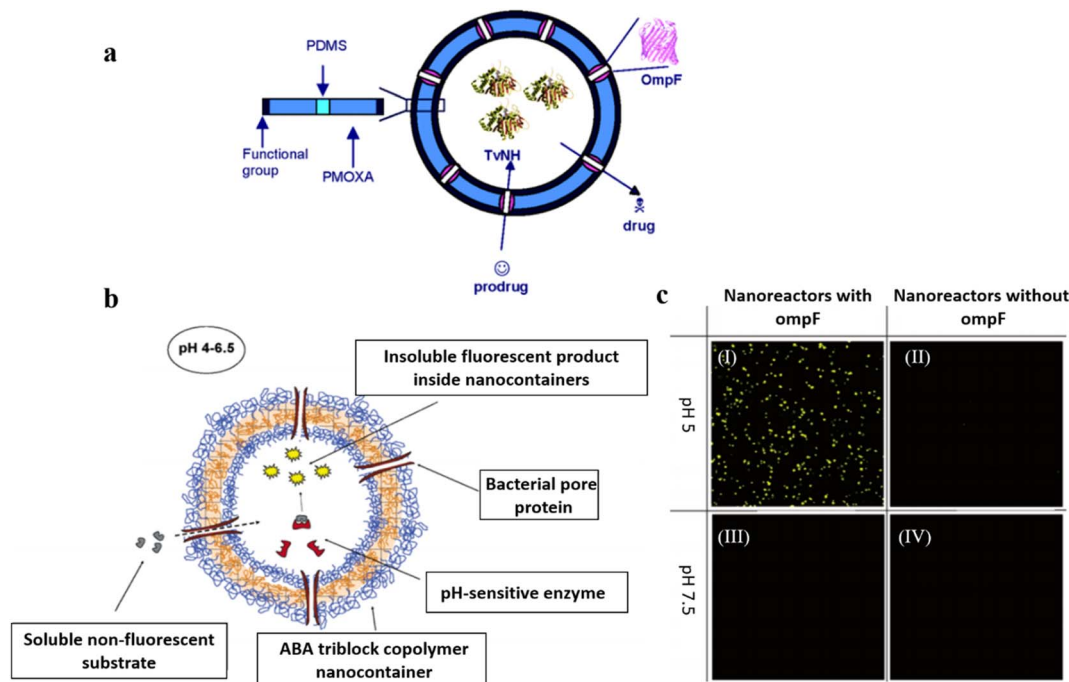 a
PDMS
Functional
group
PMOXA
TvNH
OmpF
drug
prodrug
b
pH 4-6.5
Insoluble fluorescent product
inside nanocontainers
Bacterial pore
protein
pH-sensitive enzyme
Soluble non-fluorescent
substrate
ABA triblock copolymer
nanocontainer
c
Nanoreactors with
ompF
Nanoreactors without
ompF
pH 5
(I)
(II)
pH 7.5
(III)
(IV)